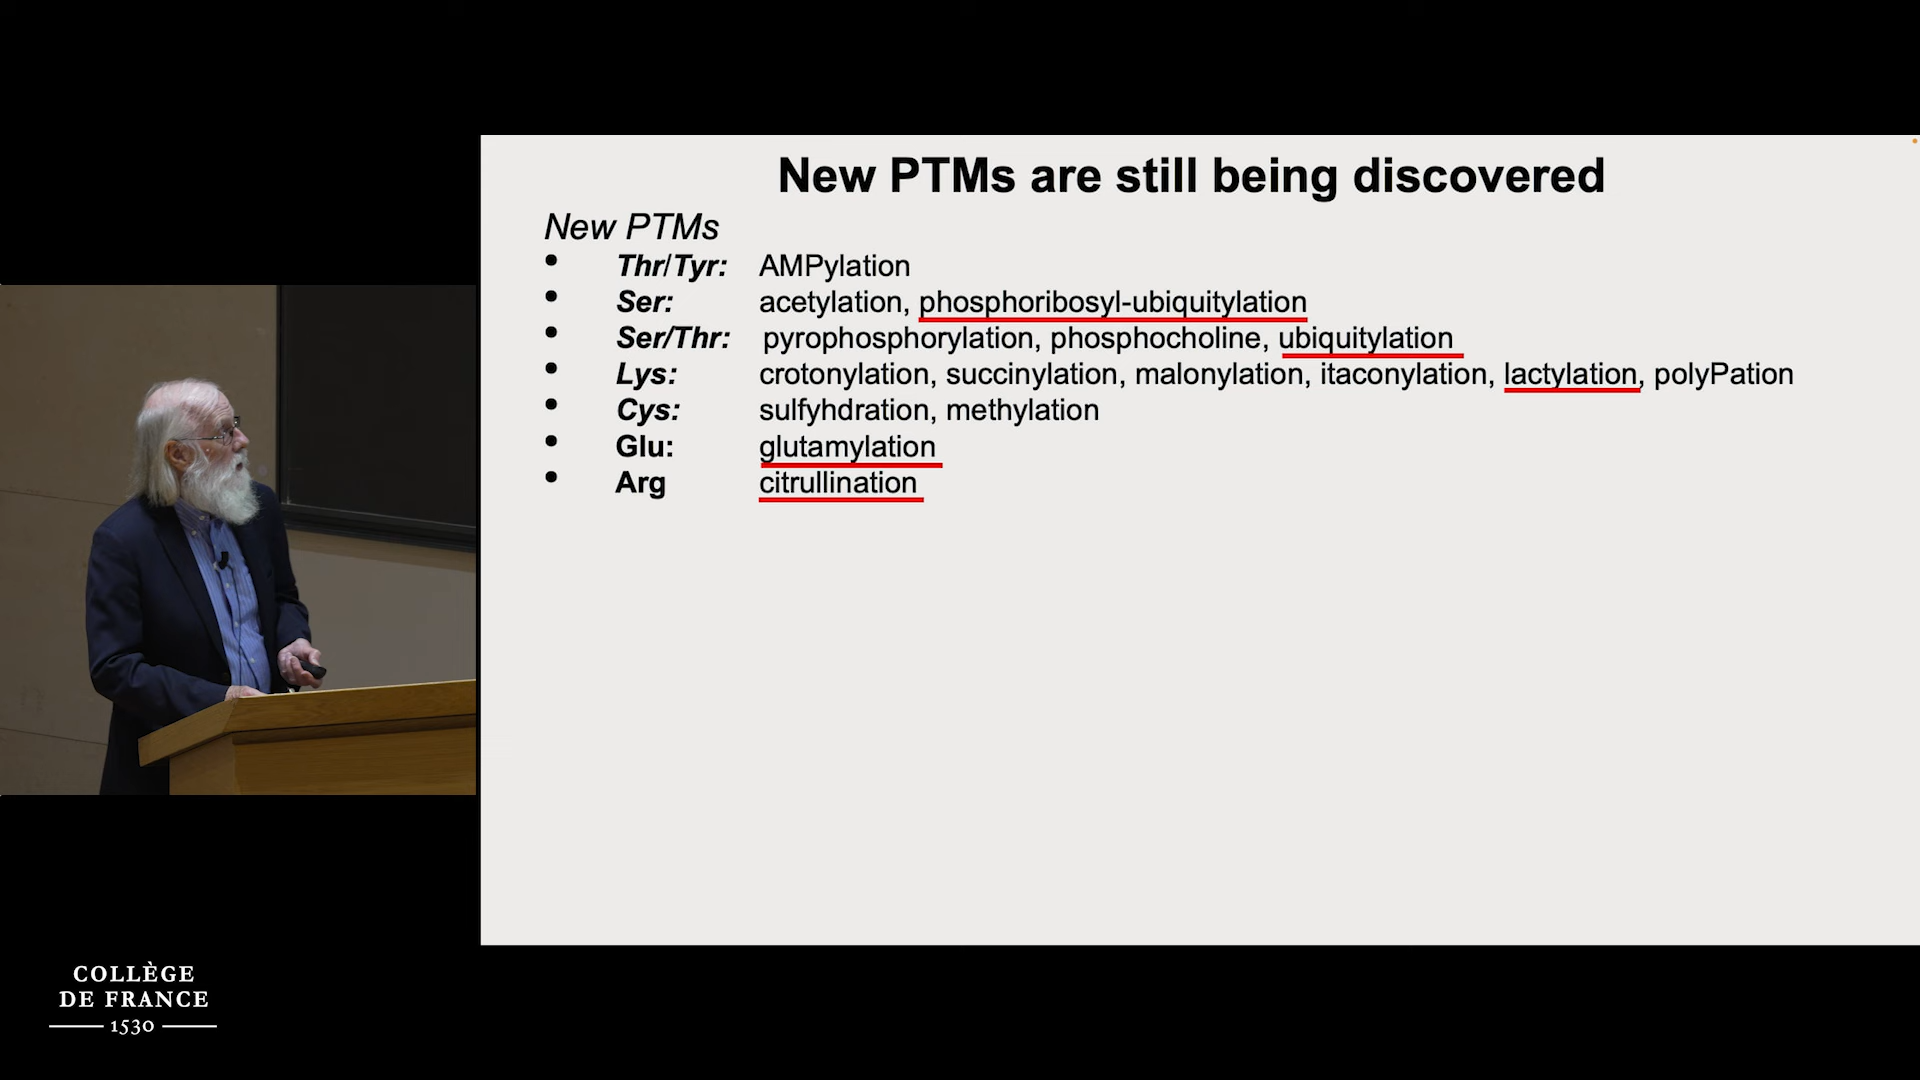 New PTMs are still being discovered
New PTMs
• Thr/Tyr: AMPylation
• Ser: acetylation, phosphoribosyl-ubiquitylation
• Ser/Thr: pyrophosphorylation, phosphocholine, ubiquitylation
• Lys: crotonylation, succinylation, malonylation, itaconylation, lactylation, polyPation
• Cys: sulfyhdration, methylation
• Glu: glutamylation
• Arg citrullination
COLLÈGE
DE FRANCE
1530